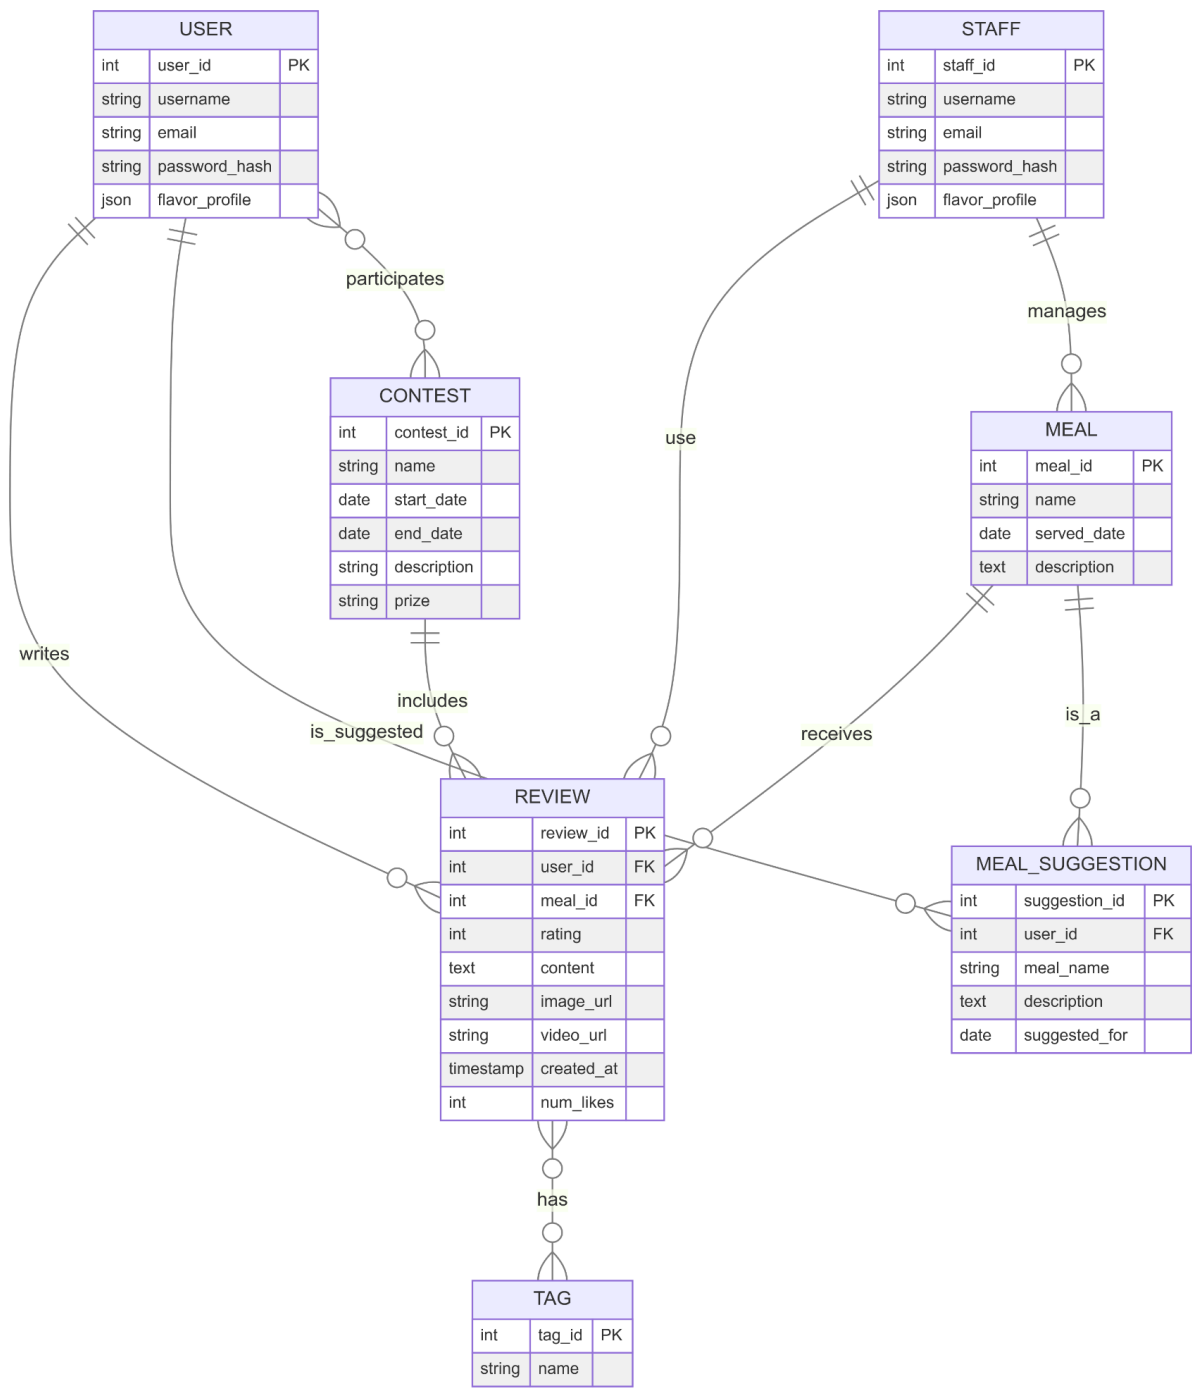 USER
int user_id PK
string username
string email
string password_hash
json flavor_profile
STAFF
int staff_id PK
string username
string email
string password_hash
json flavor_profile
participates
manages
CONTEST
int contest_id PK
string name
date start_date
date end_date
string description
string prize
use
MEAL
int meal_id PK
string name
date served_date
text description
writes
includes
is_suggested
receives
is_a
REVIEW
int review_id PK
int user_id FK
int meal_id FK
int rating
text content
string image_url
string video_url
timestamp created_at
int num_likes
MEAL_SUGGESTION
int suggestion_id PK
int user_id FK
string meal_name
text description
date suggested_for
has
TAG
int tag_id PK
string name